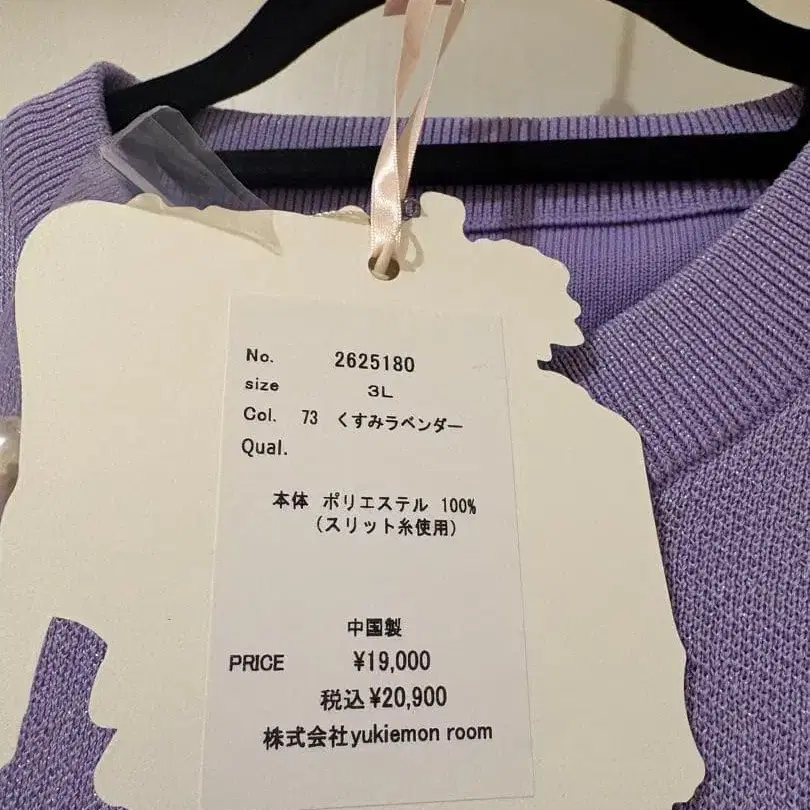 No. 2625180
size 3L
Col. 73 くすみラベンダー
Qual.
本体 ポリエステル 100%
(スリット糸使用)
中国製
PRICE ¥19,000
税込 ¥20,900
株式会社yukiemon room